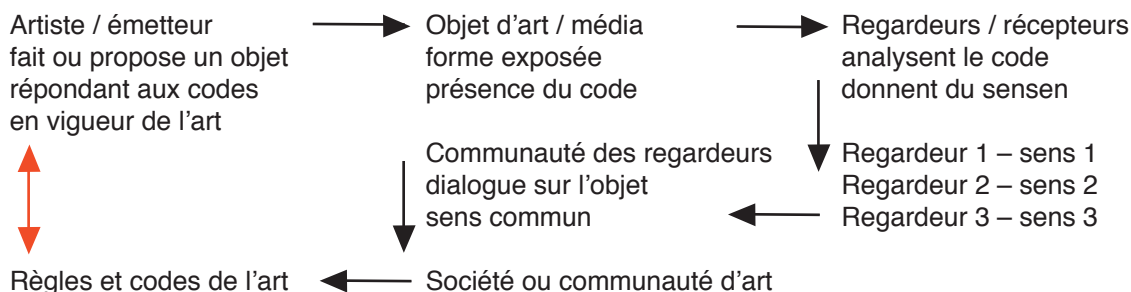 Artiste / émetteur
fait ou propose un objet
répondant aux codes
en vigueur de l'art
Objet d'art / média
forme exposée
présence du code
Regardeurs / récepteurs
analysent le code
donnent du sensen
Regardeur 1 – sens 1
Regardeur 2 – sens 2
Regardeur 3 – sens 3
Communauté des regardeurs
dialogue sur l'objet
sens commun
Société ou communauté d'art
Règles et codes de l'art